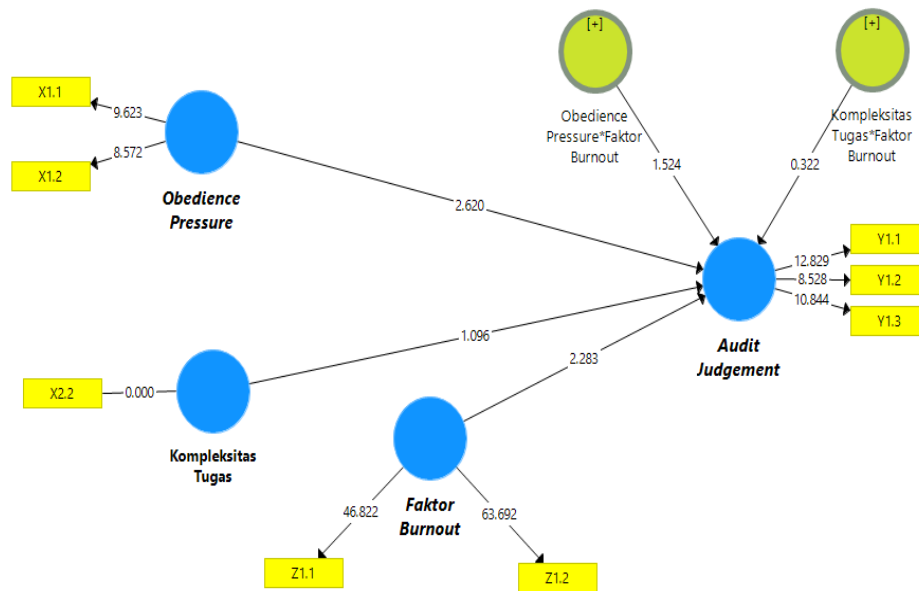 [+]
[+]
X1.1
9.623
8.572
X1.2
Obedience
Pressure
Obedience
Pressure*Faktor
Burnout
Kompleksitas
Tugas*Faktor
Burnout
1.524
0.322
2.620
Y1.1
12.829
8.528
Y1.2
10.844
Y1.3
Audit
Judgement
1.096
2.283
X2.2
0.000
Kompleksitas
Tugas
Faktor
Burnout
46.822
63.692
Z1.1
Z1.2